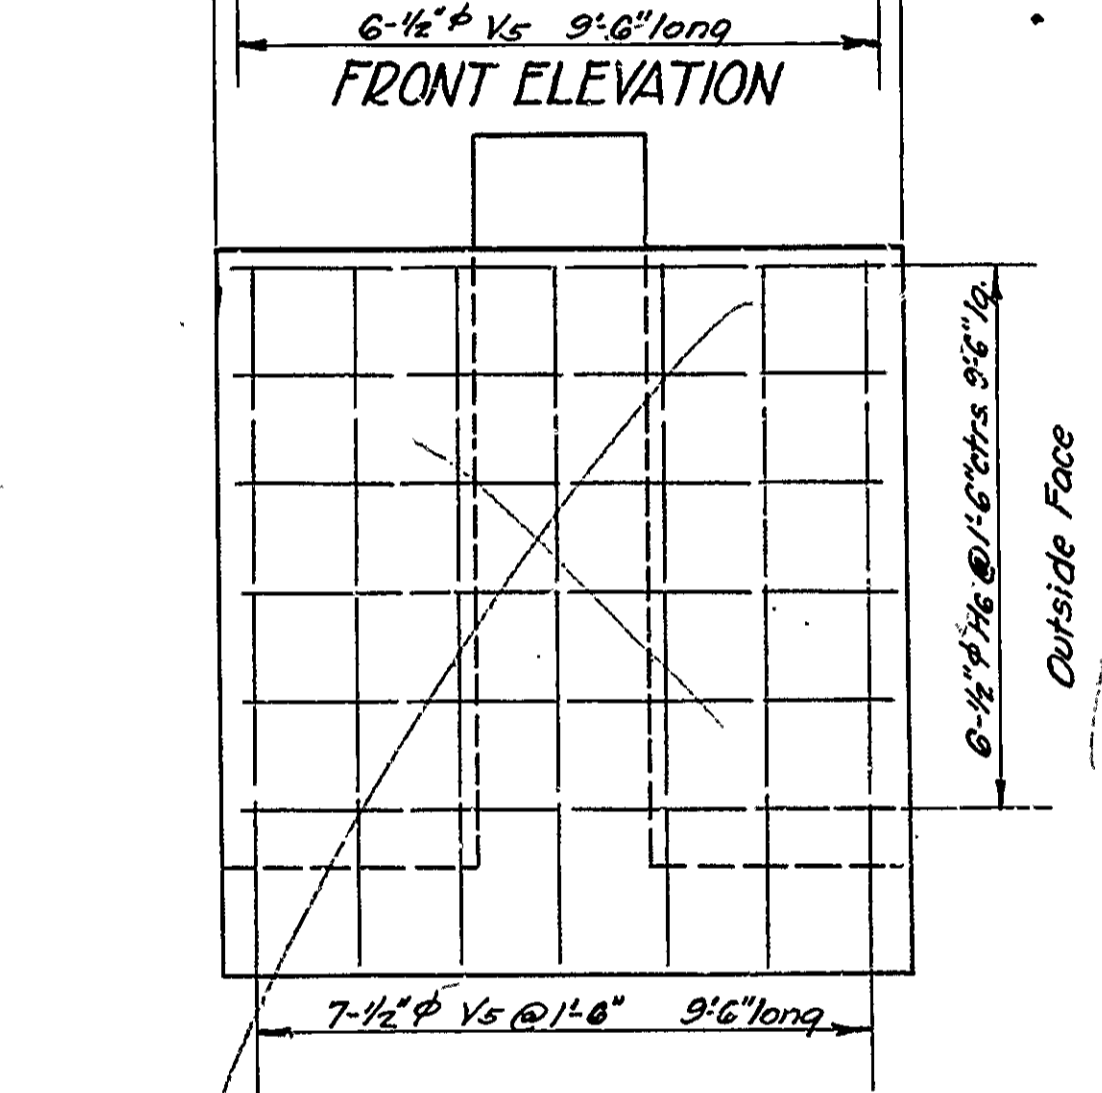 6-½"ϕ V5 9'-6" long
FRONT ELEVATION
6-½"ϕ H6 @ 1'-6" ctrs. 9'-6" lg.
Outside Face
7-½"ϕ V5 @ 1'-6" 9'-6" long